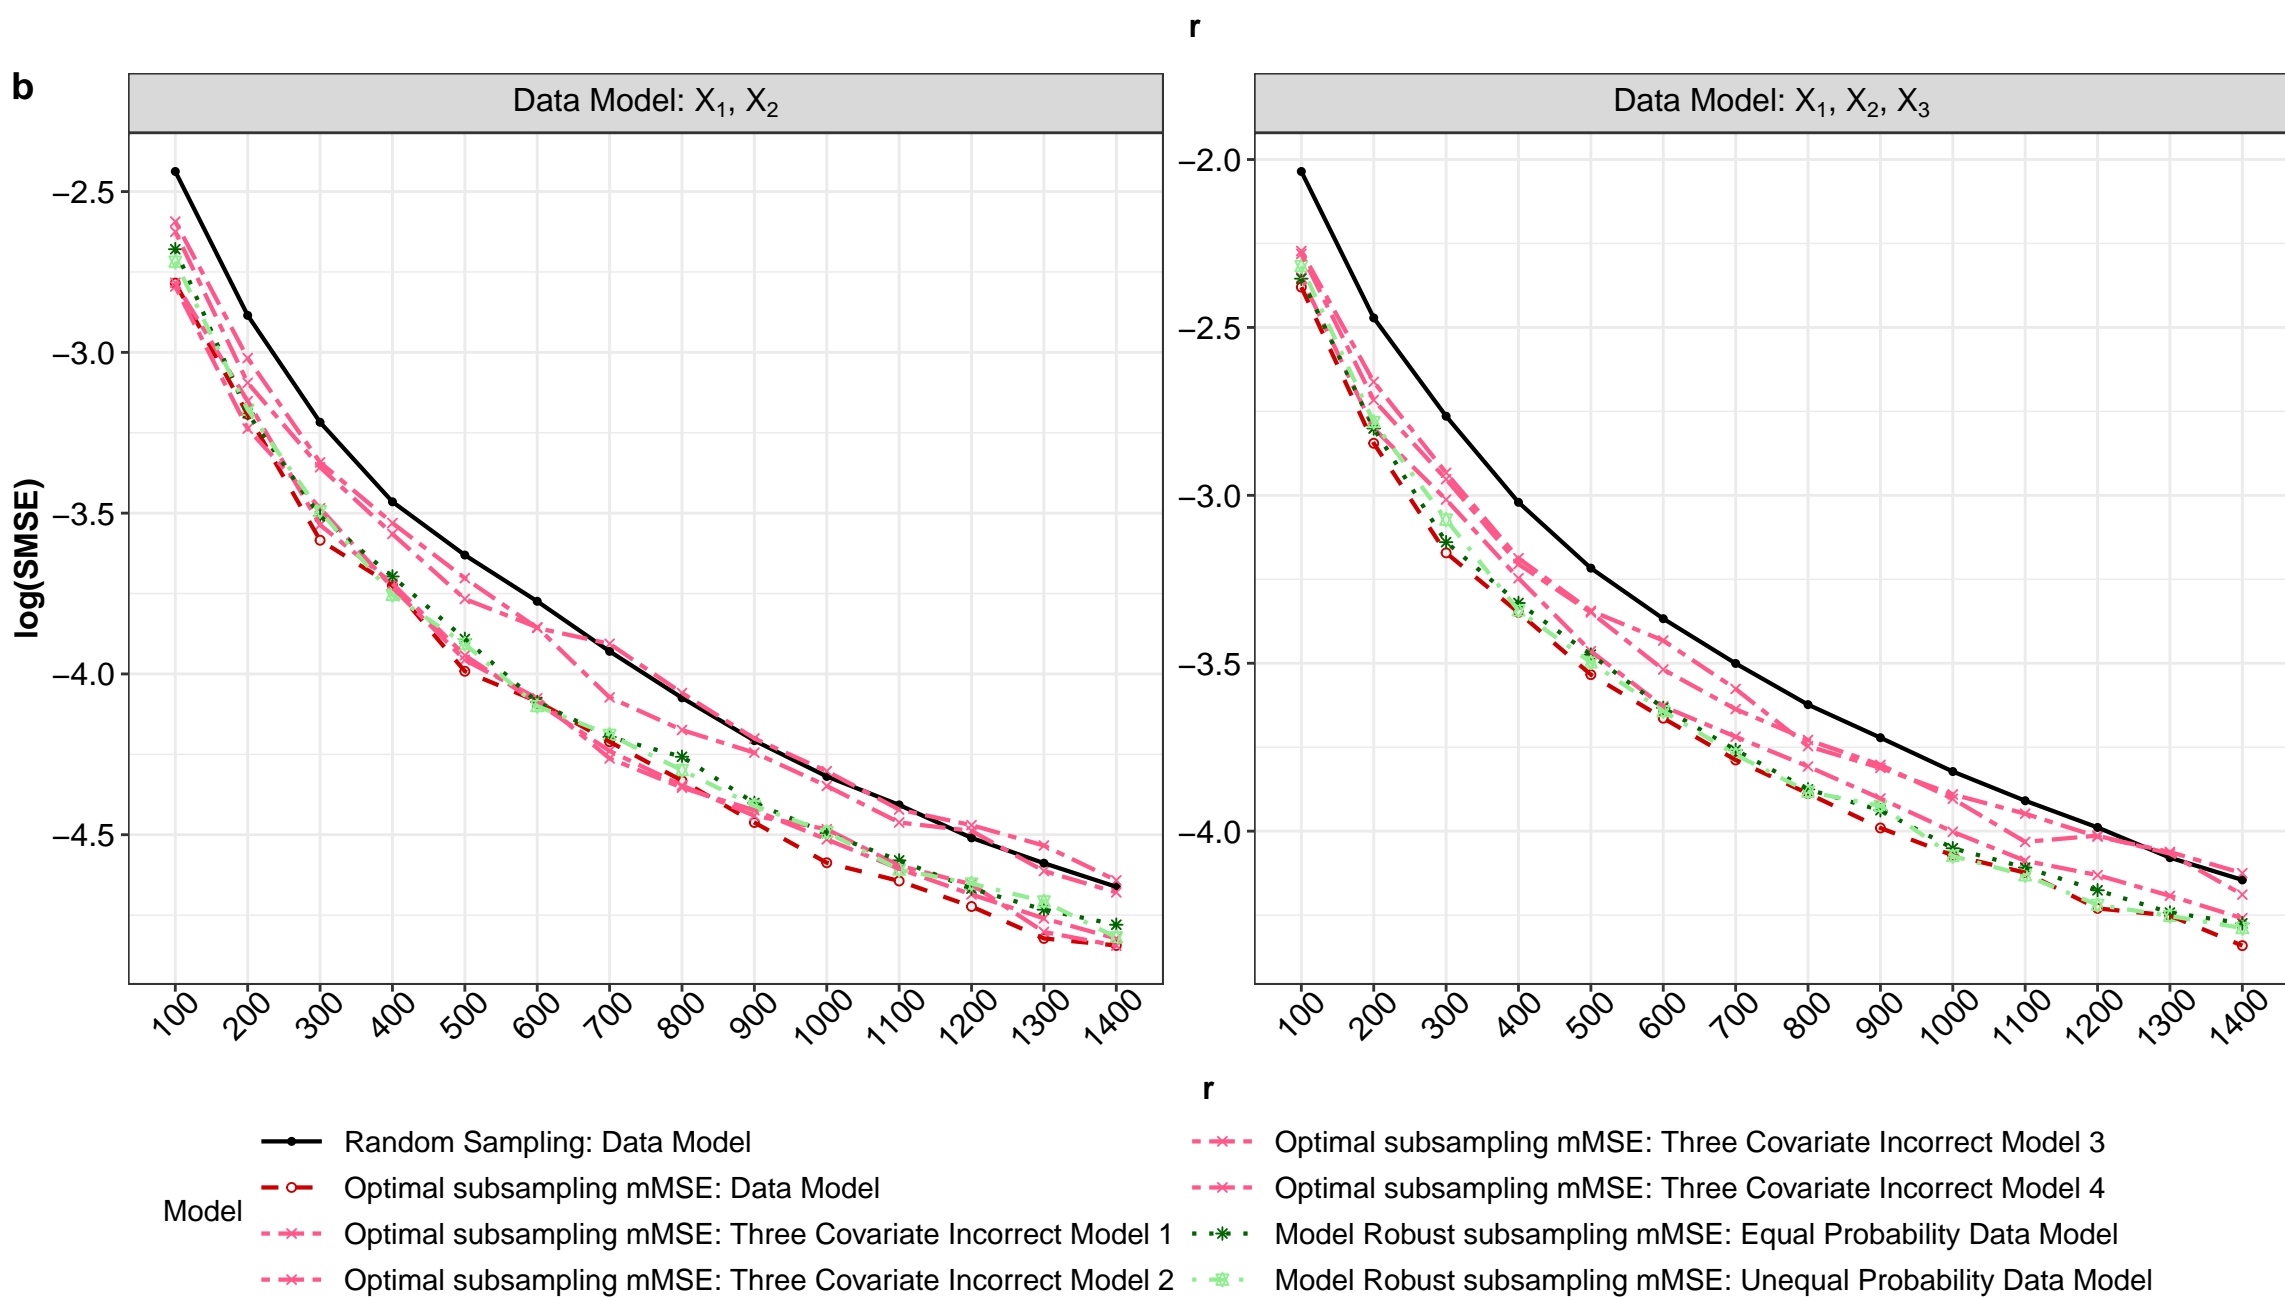 r
b
Data Model: X₁, X₂
Data Model: X₁, X₂, X₃
log(SMSE)
−2.5
−3.0
−3.5
−4.0
−4.5
−2.0
−2.5
−3.0
−3.5
−4.0
100 200 300 400 500 600 700 800 900 1000 1100 1200 1300 1400
100 200 300 400 500 600 700 800 900 1000 1100 1200 1300 1400
r
Model
Random Sampling: Data Model
Optimal subsampling mMSE: Data Model
Optimal subsampling mMSE: Three Covariate Incorrect Model 1
Optimal subsampling mMSE: Three Covariate Incorrect Model 2
Optimal subsampling mMSE: Three Covariate Incorrect Model 3
Optimal subsampling mMSE: Three Covariate Incorrect Model 4
Model Robust subsampling mMSE: Equal Probability Data Model
Model Robust subsampling mMSE: Unequal Probability Data Model